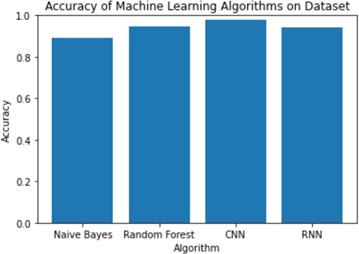 Accuracy of Machine Learning Algorithms on Dataset
1.0
0.8
0.6
0.4
0.2
0.0
Accuracy
Naive Bayes Random Forest CNN RNN
Algorithm